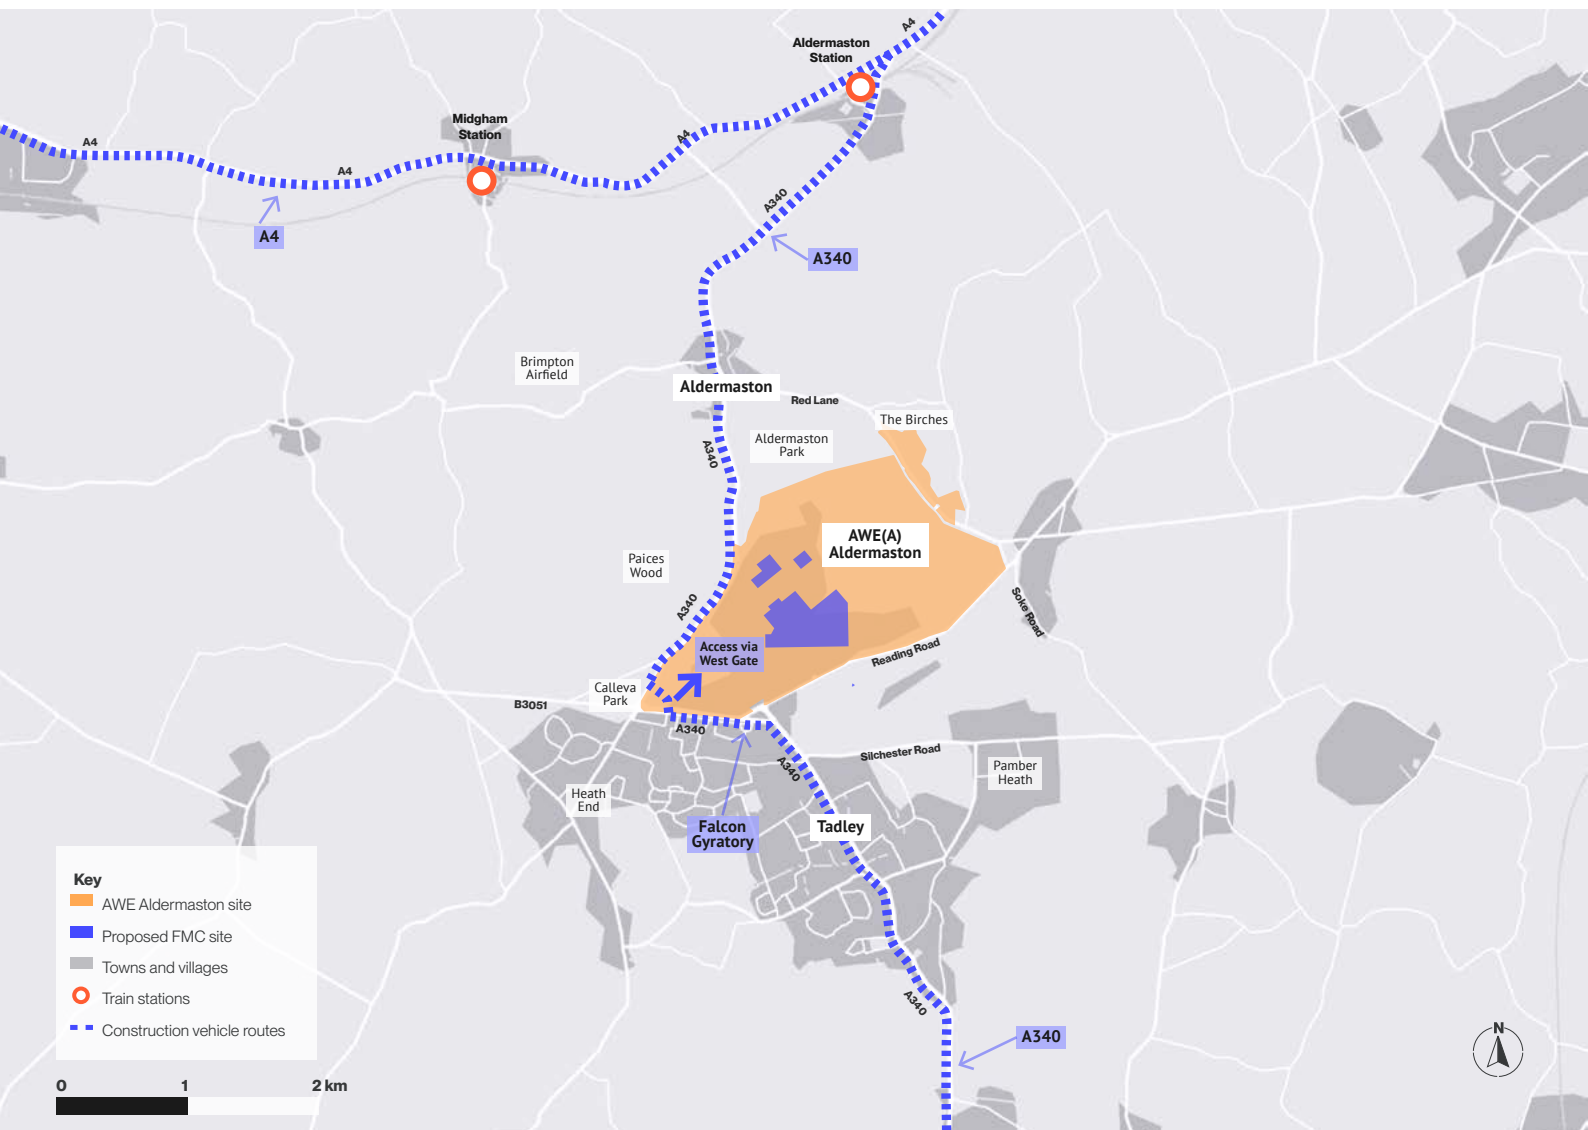 A4
Aldermaston
Station
Midgham
Station
A4
A4
A4
A340
A4
A340
Brimpton
Airfield
Aldermaston
Red Lane
The Birches
A340
Aldermaston
Park
AWE(A)
Aldermaston
Paices
Wood
A340
Soke Road
Access via
West Gate
Reading Road
Calleva
Park
B3051
A340
Silchester Road
A340
Pamber
Heath
Heath
End
Falcon
Gyratory
Tadley
A340
A340
Key
AWE Aldermaston site
Proposed FMC site
Towns and villages
Train stations
Construction vehicle routes
0 1 2 km
N